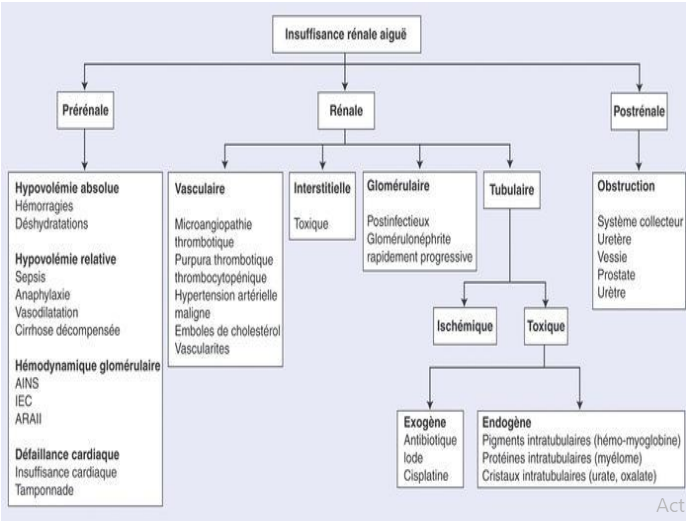 Insuffisance rénale aiguë
Prérénale
Rénale
Postrénale
Hypovolémie absolue
Hémorragies
Déshydratations
Hypovolémie relative
Sepsis
Anaphylaxie
Vasodilatation
Cirrhose décompensée
Hémodynamique glomérulaire
AINS
IEC
ARAII
Défaillance cardiaque
Insuffisance cardiaque
Tamponnade
Vasculaire
Microangiopathie
thrombotique
Purpura thrombotique
thrombocytopénique
Hypertension artérielle
maligne
Emboles de cholestérol
Vascularites
Interstitielle
Toxique
Glomérulaire
Postinfectieux
Glomérulonéphrite
rapidement progressive
Tubulaire
Ischémique
Toxique
Exogène
Antibiotique
Iode
Cisplatine
Endogène
Pigments intratubulaires (hémo-myoglobine)
Protéines intratubulaires (myélome)
Cristaux intratubulaires (urate, oxalate)
Obstruction
Système collecteur
Uretère
Vessie
Prostate
Urètre
Act